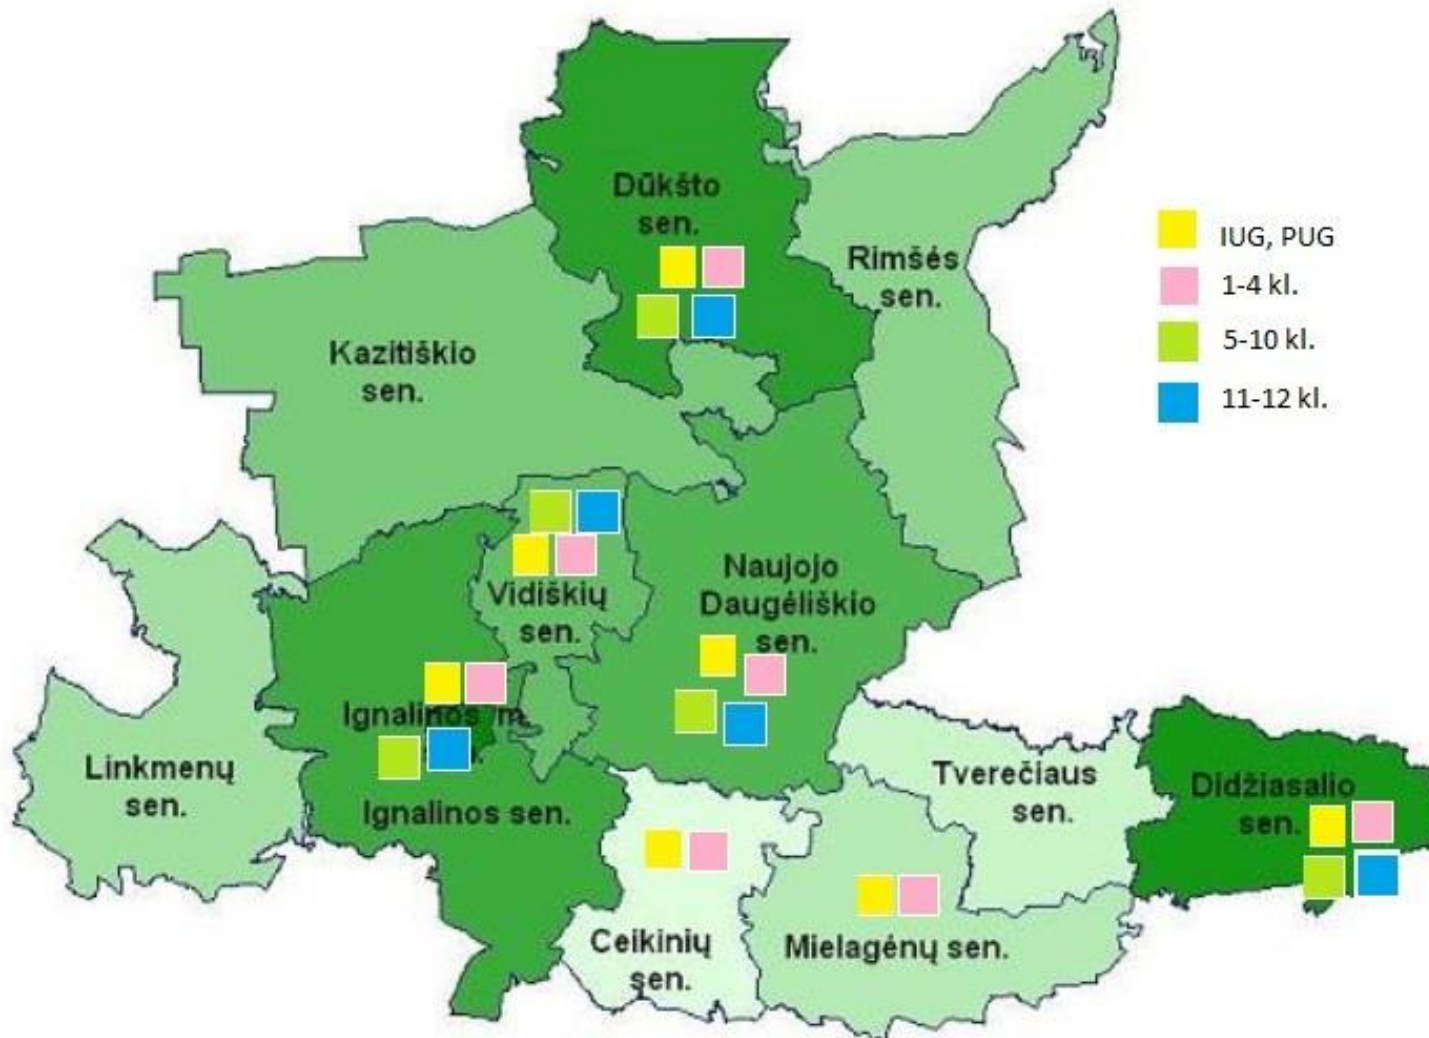 Dūkšto
sen.
Rimšės
sen.
IUG, PUG
1-4 kl.
5-10 kl.
11-12 kl.
Kazitiškio
sen.
Vidiškių
sen.
Naujojo
Daugėliškio
sen.
Ignalinos m.
Ignalinos sen.
Linkmenų
sen.
Tverečiaus
sen.
Didžiasalio
sen.
Ceikinių
sen.
Mielagėnų sen.